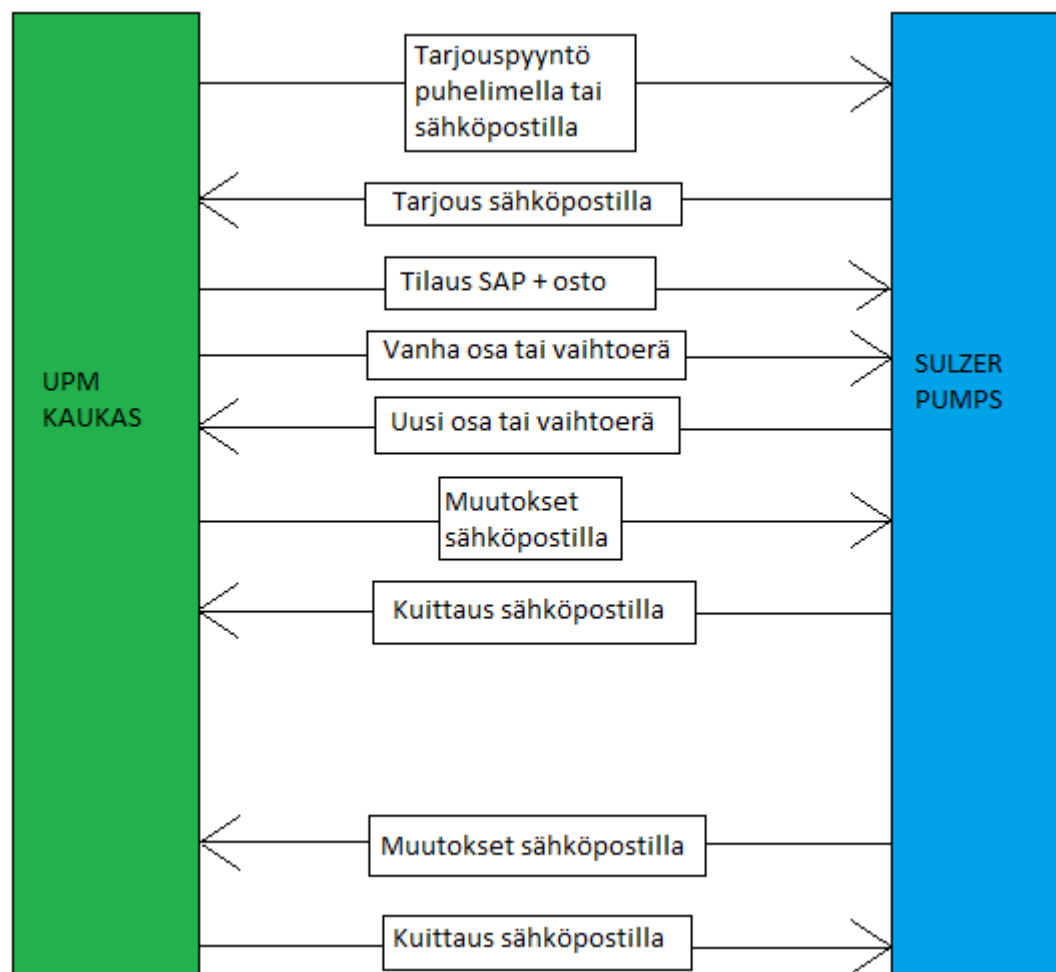 Tarjouspyyntö
puhelimella tai
sähköpostilla
Tarjous sähköpostilla
Tilaus SAP + osto
Vanha osa tai vaihtoerä
UPM
KAUKAS
SULZER
PUMPS
Uusi osa tai vaihtoerä
Muutokset
sähköpostilla
Kuittaus sähköpostilla
Muutokset sähköpostilla
Kuittaus sähköpostilla